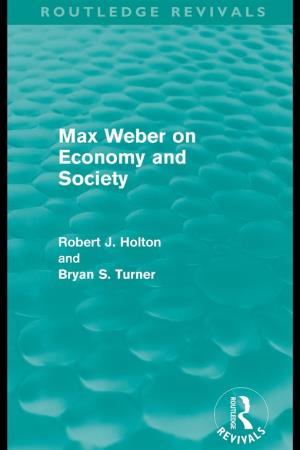 ROUTLEDGE REVIVALS
Max Weber on
Economy and
Society
Robert J. Holton
and
Bryan S. Turner
ROUTLEDGE
REVIVALS